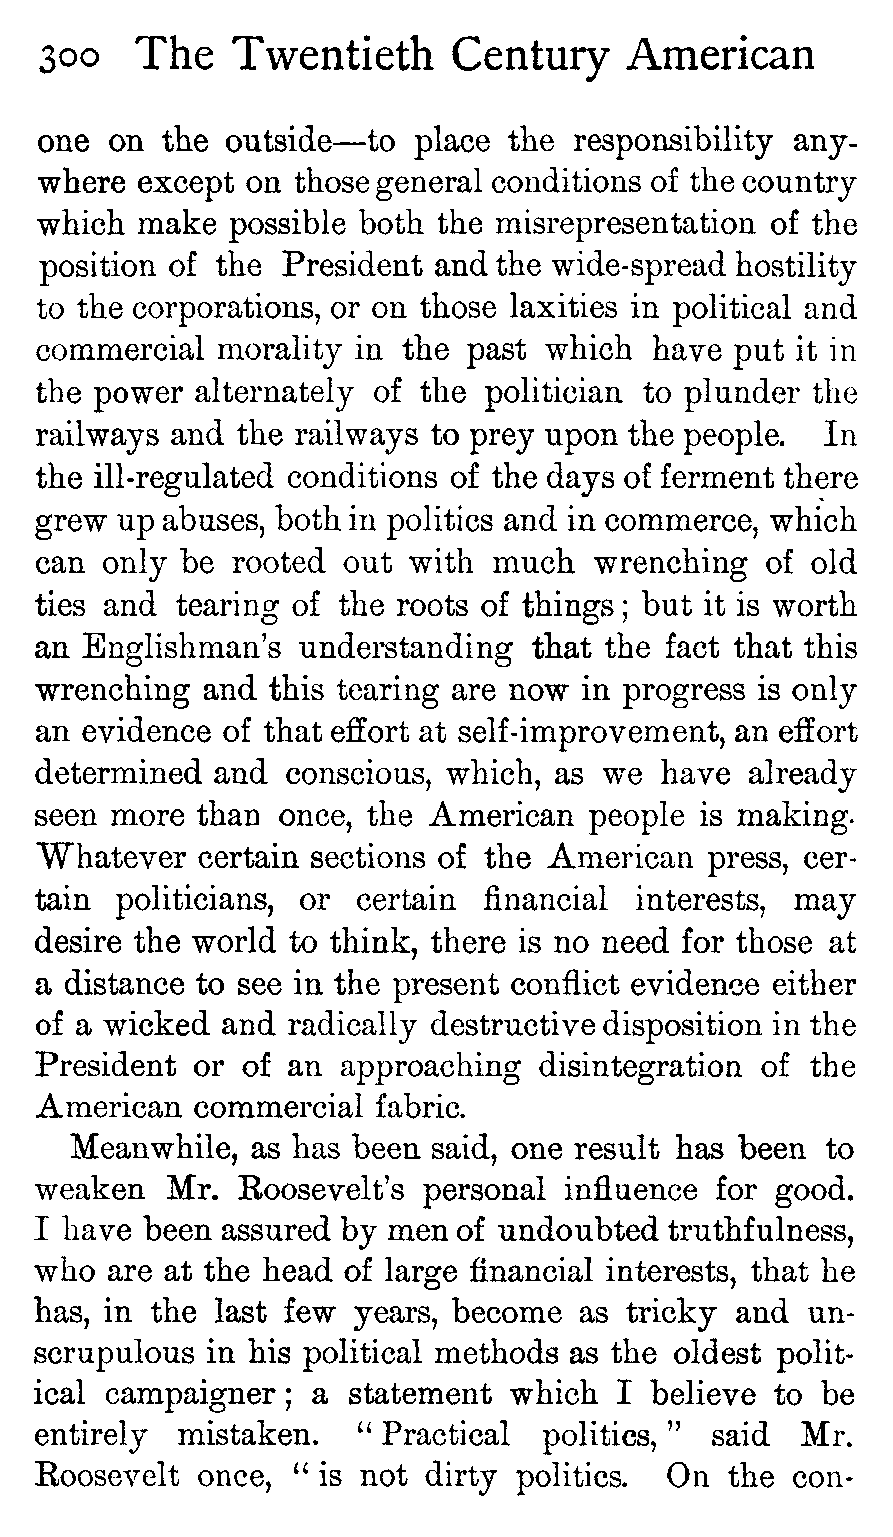 300 The Twentieth Century American
one on the outside—to place the responsibility any-
where except on those general conditions of the country
which make possible both the misrepresentation of the
position of the President and the wide-spread hostility
to the corporations, or on those laxities in political and
commercial morality in the past which have put it in
the power alternately of the politician to plunder the
railways and the railways to prey upon the people. In
the ill-regulated conditions of the days of ferment there
grew up abuses, both in politics and in commerce, which
can only be rooted out with much wrenching of old
ties and tearing of the roots of things; but it is worth
an Englishman's understanding that the fact that this
wrenching and this tearing are now in progress is only
an evidence of that effort at self-improvement, an effort
determined and conscious, which, as we have already
seen more than once, the American people is making.
Whatever certain sections of the American press, cer-
tain politicians, or certain financial interests, may
desire the world to think, there is no need for those at
a distance to see in the present conflict evidence either
of a wicked and radically destructive disposition in the
President or of an approaching disintegration of the
American commercial fabric.
Meanwhile, as has been said, one result has been to
weaken Mr. Roosevelt's personal influence for good.
I have been assured by men of undoubted truthfulness,
who are at the head of large financial interests, that he
has, in the last few years, become as tricky and un-
scrupulous in his political methods as the oldest polit-
ical campaigner; a statement which I believe to be
entirely mistaken. "Practical politics," said Mr.
Roosevelt once, "is not dirty politics. On the con-